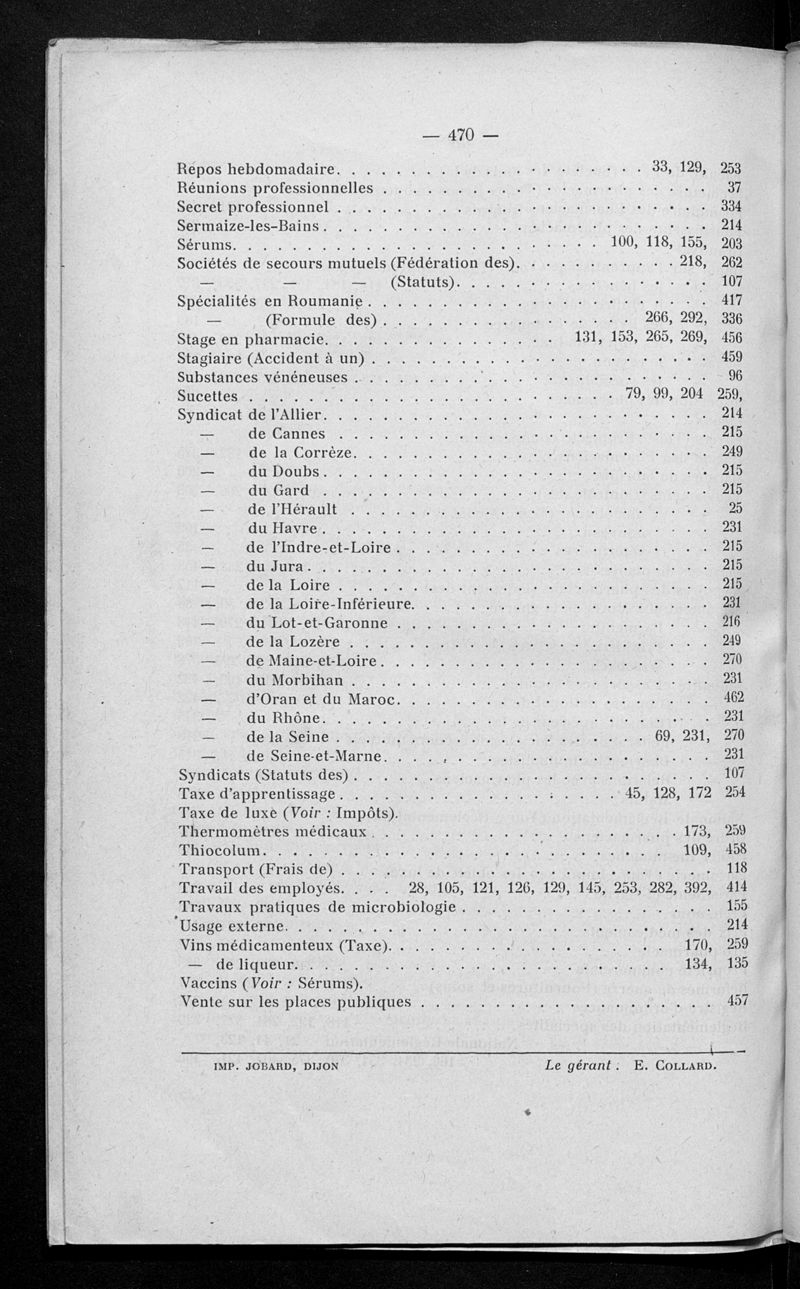 — 470 —
Repos hebdomadaire. . . . . . . . . . . . . . . . . . . . . 33, 129, 253
Réunions professionnelles . . . . . . . . . . . . . . . . . . . . . . 37
Secret professionnel . . . . . . . . . . . . . . . . . . . . . . . . . 334
Sermaize-les-Bains . . . . . . . . . . . . . . . . . . . . . . . . . . 214
Sérums. . . . . . . . . . . . . . . . . . . . . . . . . 100, 118, 155, 203
Sociétés de secours mutuels (Fédération des). . . . . . . . . . . 218, 262
— — — (Statuts). . . . . . . . . . . . . . . . . 107
Spécialités en Roumanie . . . . . . . . . . . . . . . . . . . . . . . 417
— (Formule des) . . . . . . . . . . . . . . . . . 266, 292, 336
Stage en pharmacie. . . . . . . . . . . . . . . . 131, 153, 265, 269, 456
Stagiaire (Accident à un) . . . . . . . . . . . . . . . . . . . . . . . 459
Substances vénéneuses . . . . . . . . . . . . . . . . . . . . . . . . 96
Sucettes . . . . . . . . . . . . . . . . . . . . . . . . . 79, 99, 204 259,
Syndicat de l'Allier. . . . . . . . . . . . . . . . . . . . . . . . . . 214
— de Cannes . . . . . . . . . . . . . . . . . . . . . . . . . 215
— de la Corrèze. . . . . . . . . . . . . . . . . . . . . . . . 249
— du Doubs . . . . . . . . . . . . . . . . . . . . . . . . . . 215
— du Gard . . . . . . . . . . . . . . . . . . . . . . . . . . 215
— de l'Hérault . . . . . . . . . . . . . . . . . . . . . . . . 25
— du Havre . . . . . . . . . . . . . . . . . . . . . . . . . . 231
— de l'Indre-et-Loire . . . . . . . . . . . . . . . . . . . . . 215
— du Jura . . . . . . . . . . . . . . . . . . . . . . . . . . . 215
— de la Loire . . . . . . . . . . . . . . . . . . . . . . . . . 215
— de la Loire-Inférieure. . . . . . . . . . . . . . . . . . . . 231
— du Lot-et-Garonne . . . . . . . . . . . . . . . . . . . . . 216
— de la Lozère . . . . . . . . . . . . . . . . . . . . . . . . 249
— de Maine-et-Loire . . . . . . . . . . . . . . . . . . . . . . 270
— du Morbihan . . . . . . . . . . . . . . . . . . . . . . . . 231
— d'Oran et du Maroc. . . . . . . . . . . . . . . . . . . . . 462
— du Rhône. . . . . . . . . . . . . . . . . . . . . . . . . . 231
— de la Seine . . . . . . . . . . . . . . . . . . . . . 69, 231, 270
— de Seine-et-Marne. . . . . . . . . . . . . . . . . . . . . . 231
Syndicats (Statuts des) . . . . . . . . . . . . . . . . . . . . . . . . 107
Taxe d'apprentissage . . . . . . . . . . . . . . . . . . . 45, 128, 172 254
Taxe de luxe (Voir : Impôts).
Thermomètres médicaux . . . . . . . . . . . . . . . . . . . . . 173, 259
Thiocolum. . . . . . . . . . . . . . . . . . . . . . . . . . . 109, 458
Transport (Frais de) . . . . . . . . . . . . . . . . . . . . . . . . . 118
Travail des employés. . . . 28, 105, 121, 126, 129, 145, 253, 282, 392, 414
Travaux pratiques de microbiologie . . . . . . . . . . . . . . . . . 155
Usage externe. . . . . . . . . . . . . . . . . . . . . . . . . . . . . 214
Vins médicamenteux (Taxe). . . . . . . . . . . . . . . . . . . 170, 259
— de liqueur. . . . . . . . . . . . . . . . . . . . . . . . . 134, 135
Vaccins (Voir : Sérums).
Vente sur les places publiques . . . . . . . . . . . . . . . . . . . . 457
IMP. JOBARD, DIJON Le gérant : E. COLLARD.